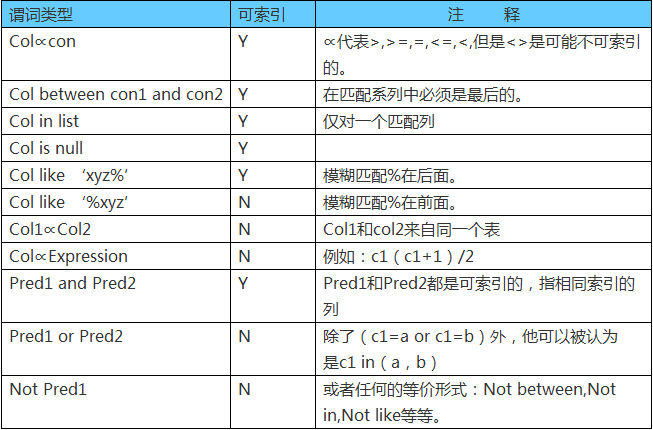 谓词类型 可索引 注 释
Col∝con Y ∝代表>,>=,=,<=,<,但是<>是可能不可索引
的。
Col between con1 and con2 Y 在匹配系列中必须是最后的。
Col in list Y 仅对一个匹配列
Col is null Y
Col like ‘xyz%’ Y 模糊匹配%在后面。
Col like ‘%xyz’ N 模糊匹配%在前面。
Col1∝Col2 N Col1和col2来自同一个表
Col∝Expression N 例如：c1（c1+1）/2
Pred1 and Pred2 Y Pred1和Pred2都是可索引的，指相同索引的
列
Pred1 or Pred2 N 除了（c1=a or c1=b）外，他可以被认为
是c1 in（a，b）
Not Pred1 N 或者任何的等价形式：Not between,Not
in,Not like等等。